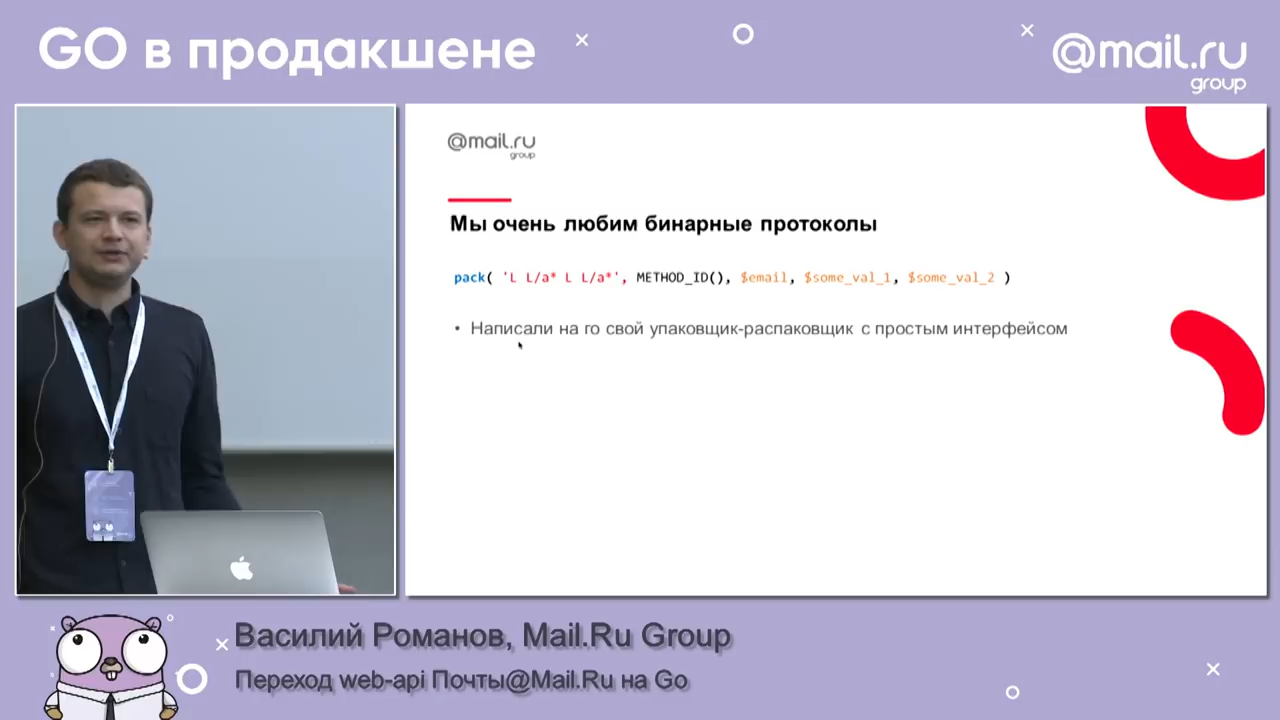 GO в продакшене
@mail.ru
group
@mail.ru
group
Мы очень любим бинарные протоколы
pack( 'L L/a* L L/a*', METHOD_ID(), $email, $some_val_1, $some_val_2 )
• Написали на го свой упаковщик-распаковщик с простым интерфейсом
Василий Романов, Mail.Ru Group
Переход web-api Почты@Mail.Ru на Go